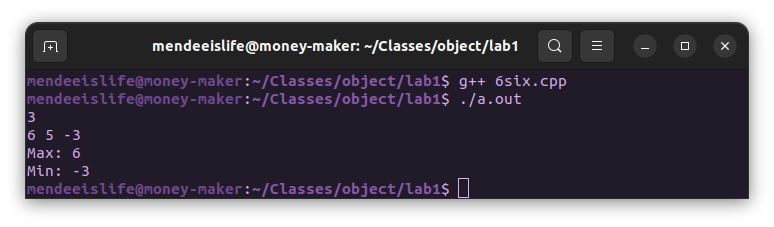 mendeeislife@money-maker: ~/Classes/object/lab1
mendeeislife@money-maker:~/Classes/object/lab1$ g++ 6six.cpp
mendeeislife@money-maker:~/Classes/object/lab1$ ./a.out
3
6 5 -3
Max: 6
Min: -3
mendeeislife@money-maker:~/Classes/object/lab1$